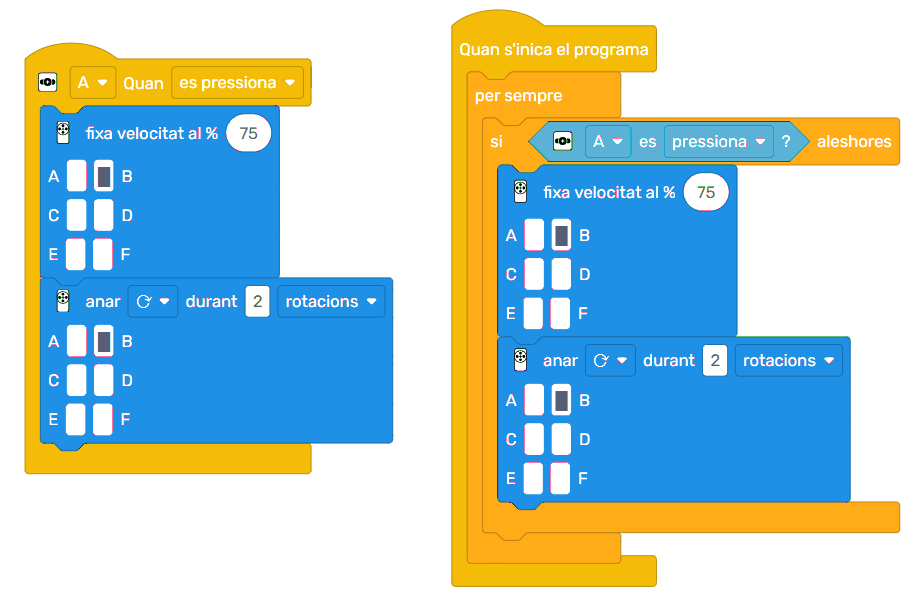 A Quan es pressiona
fixa velocitat al % 75
A B
C D
E F
anar durant 2 rotacions
A B
C D
E F
Quan s'inica el programa
per sempre
si A es pressiona ? aleshores
fixa velocitat al % 75
A B
C D
E F
anar durant 2 rotacions
A B
C D
E F